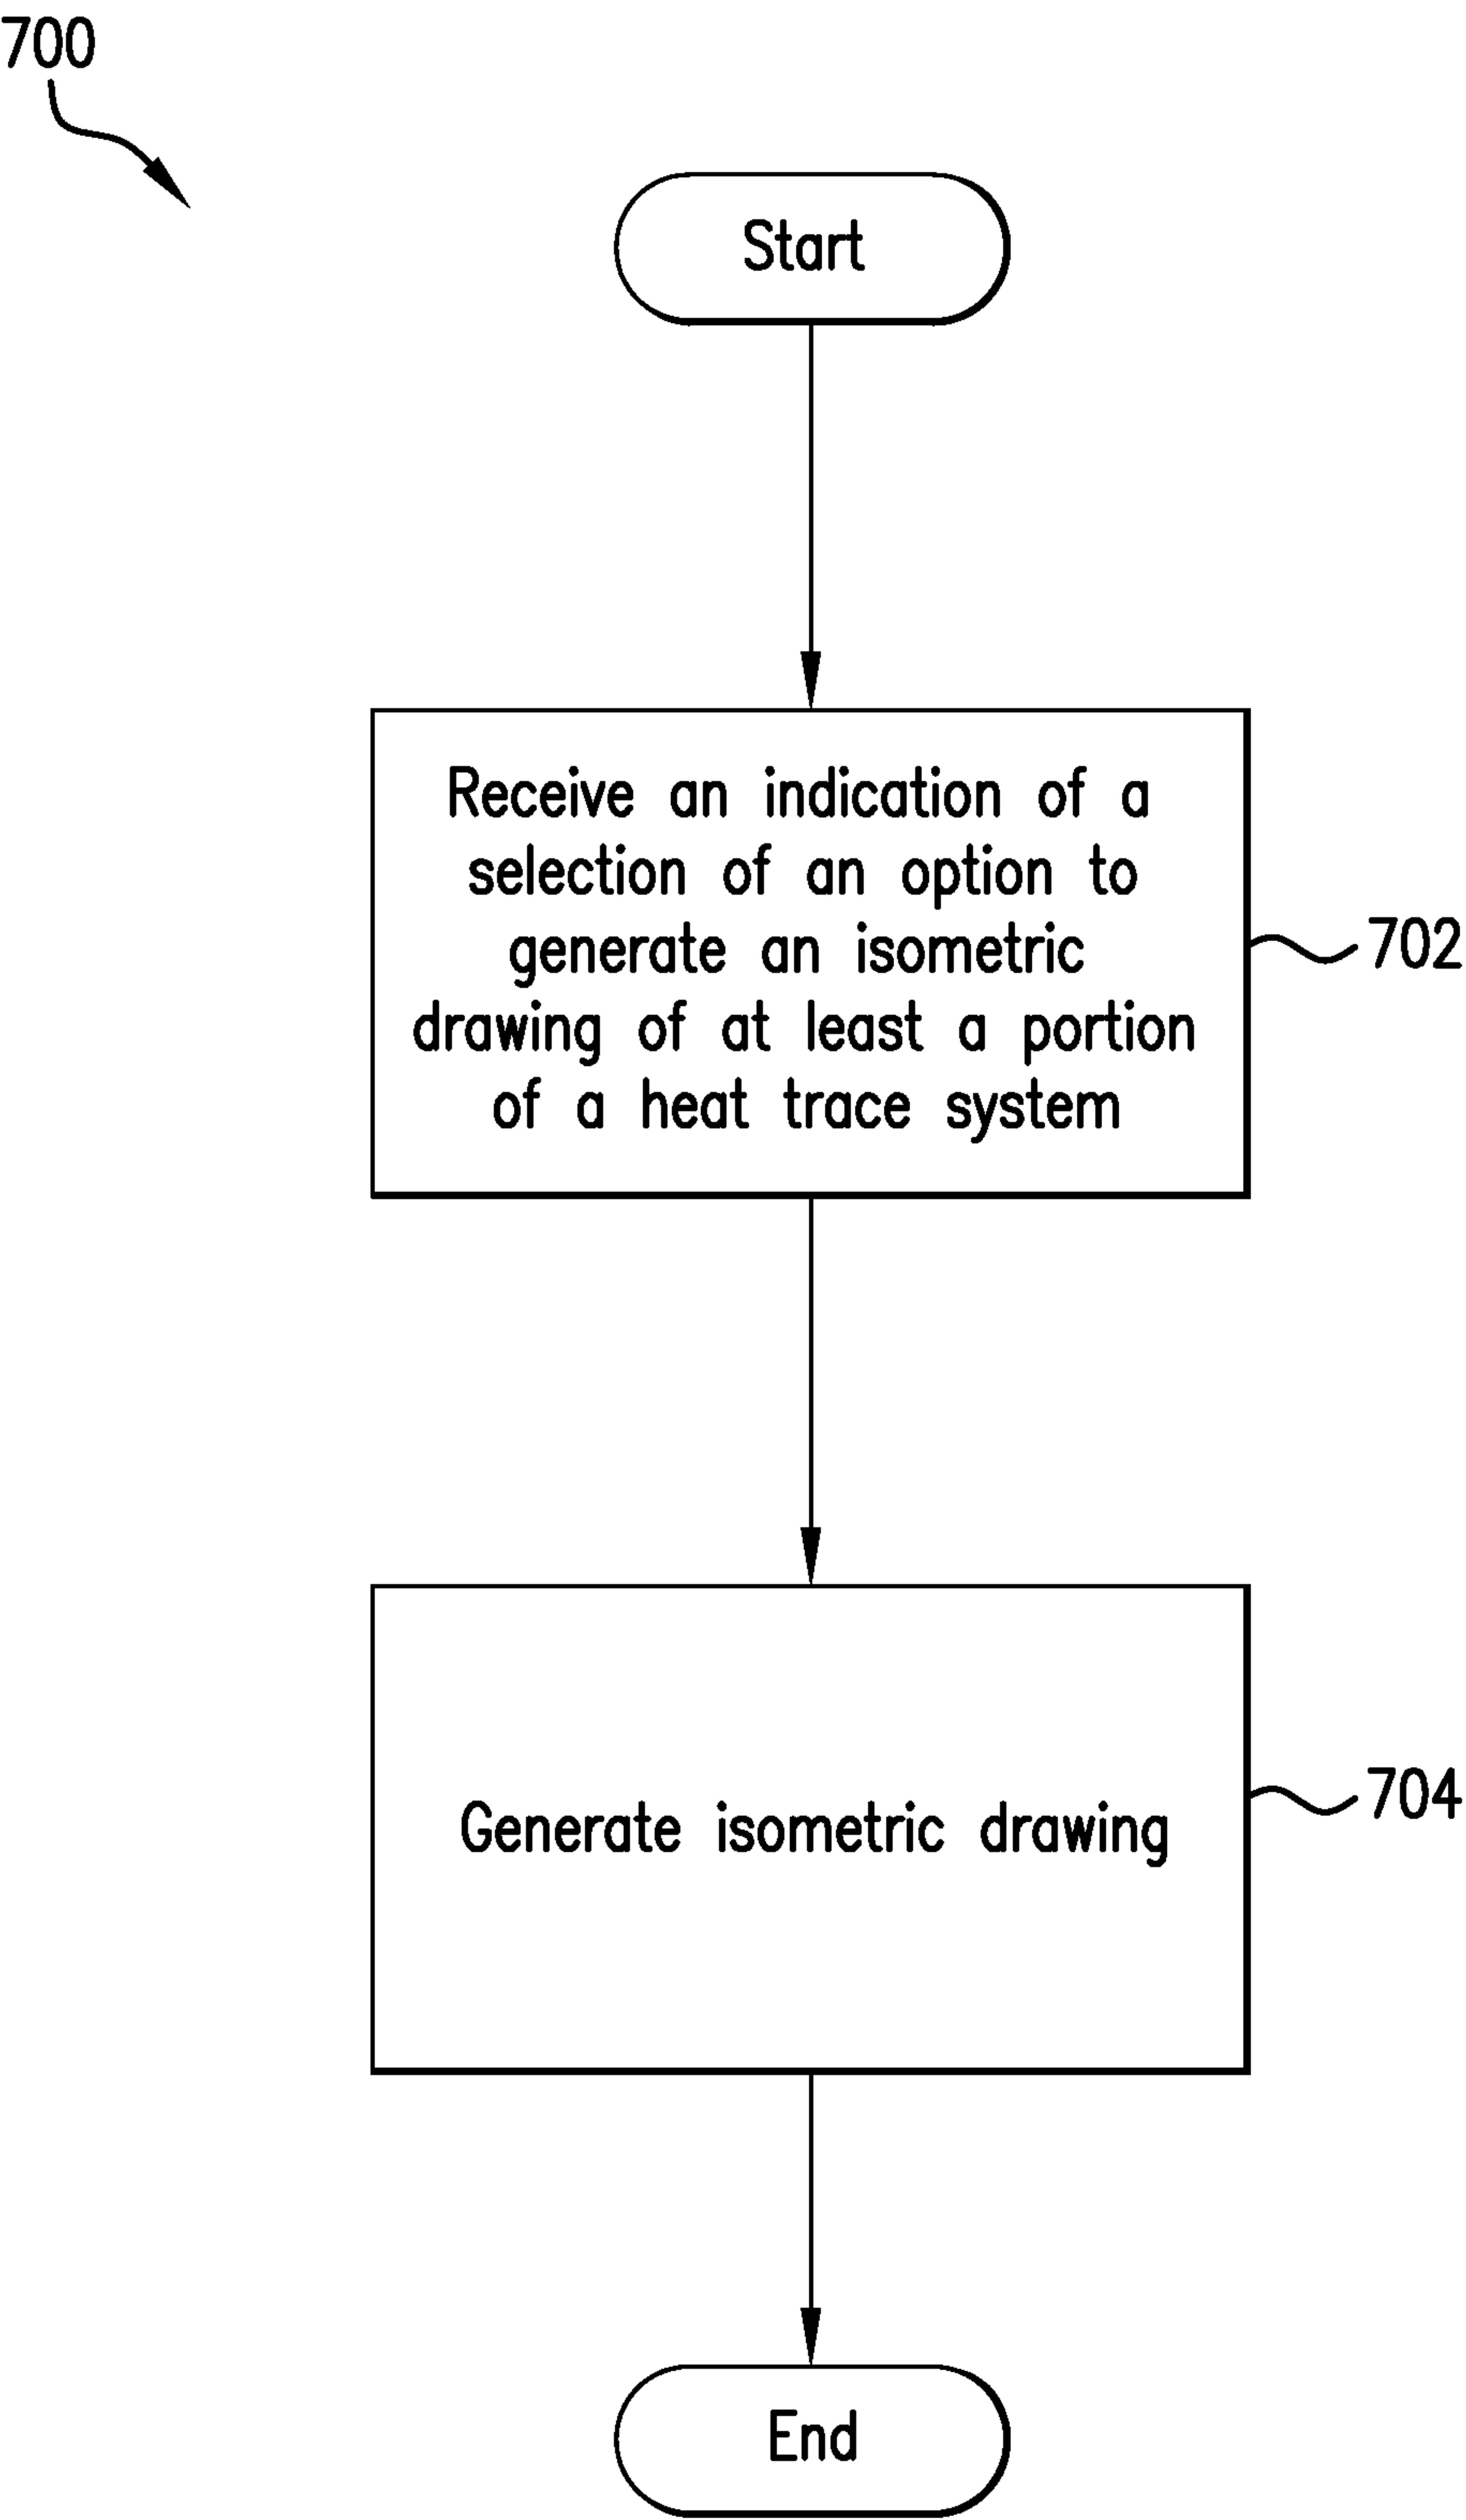 700
Start
Receive an indication of a
selection of an option to
generate an isometric
drawing of at least a portion
of a heat trace system
702
Generate isometric drawing
704
End